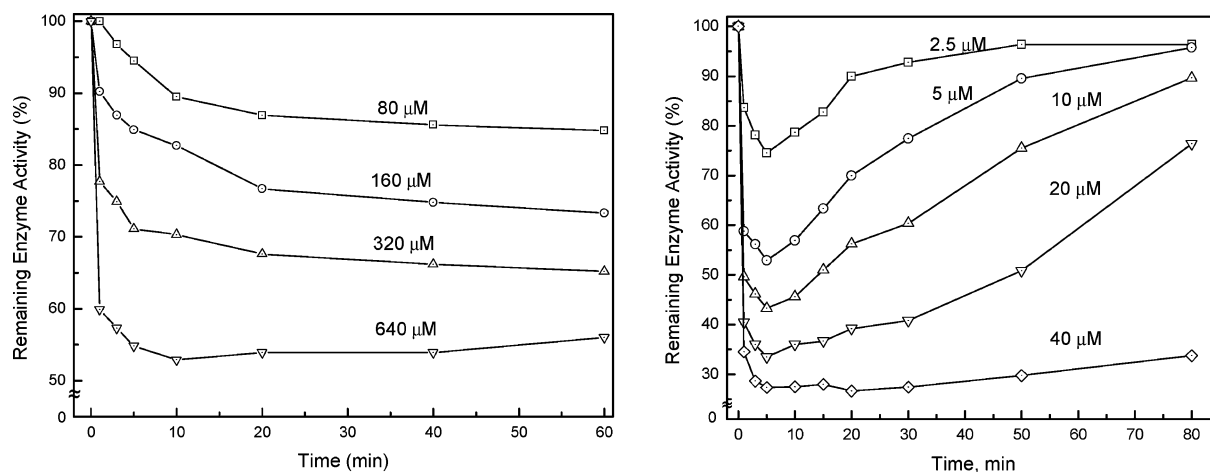 Remaining Enzyme Activity (%)
100
90
80
70
60
50
0
80 μM
160 μM
320 μM
640 μM
0 10 20 30 40 50 60
Time (min)
Remaining Enzyme Activity (%)
100
90
80
70
60
50
40
30
0
2.5 μM
5 μM
10 μM
20 μM
40 μM
0 10 20 30 40 50 60 70 80
Time, min